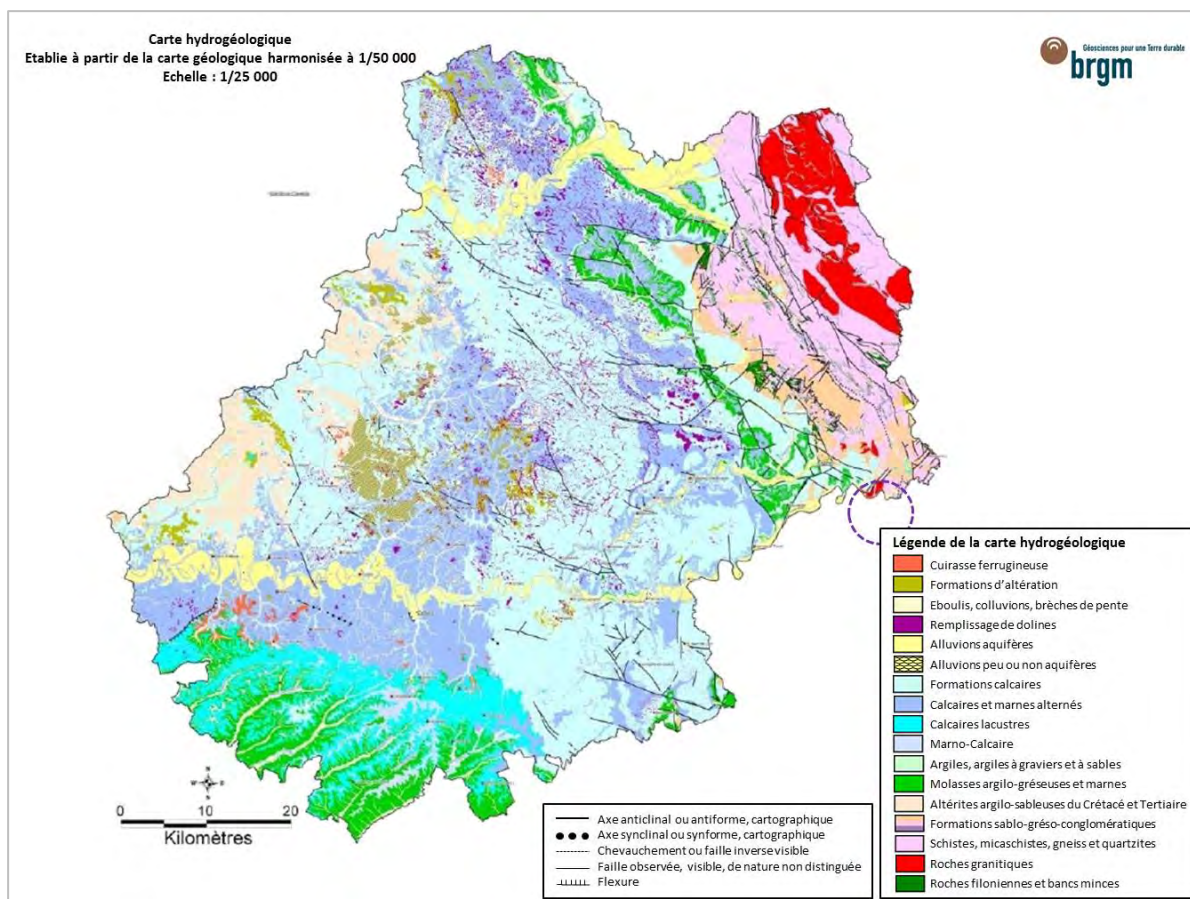 Carte hydrogéologique
Etablie à partir de la carte géologique harmonisée à 1/50 000
Echelle : 1/25 000
Géosciences pour une Terre durable
brgm
Légende de la carte hydrogéologique
Cuirasse ferrugineuse
Formations d'altération
Eboulis, colluvions, brèches de pente
Remplissage de dolines
Alluvions aquifères
Alluvions peu ou non aquifères
Formations calcaires
Calcaires et marnes alternés
Calcaires lacustres
Marno-Calcaire
Argiles, argiles à graviers et à sables
Molasses argilo-gréseuses et marnes
Altérites argilo-sableuses du Crétacé et Tertiaire
Formations sablo-gréso-conglomératiques
Schistes, micaschistes, gneiss et quartzites
Roches granitiques
Roches filoniennes et bancs minces
N
W E
S
0 10 20
Kilomètres
Axe anticlinal ou antiforme, cartographique
Axe synclinal ou synforme, cartographique
Chevauchement ou faille inverse visible
Faille observée, visible, de nature non distinguée
Flexure